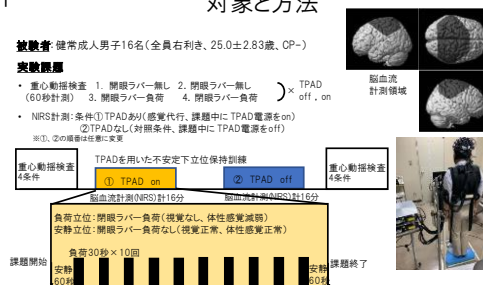 対象と方法
被験者:健常成人男子16名(全員右利き、25.0±2.83歳、CP-)
実験課題
• 重心動揺検査 1. 開眼ラバー無し 2. 閉眼ラバー無し
(60秒計測) 3. 開眼ラバー負荷 4. 閉眼ラバー負荷
× TPAD
off , on
• NIRS計測:条件① TPADあり(感覚代行、課題中に TPAD電源をon)
②TPADなし(対照条件、課題中に TPAD電源をoff)
※①、②の順番は任意に変更
脳血流
計測領域
重心動揺検査
4条件
TPADを用いた不安定下立位保持訓練
① TPAD on
② TPAD off
脳血流計測(NIRS)計16分
脳血流計測(NIRS)計16分
重心動揺検査
4条件
負荷立位:閉眼ラバー負荷(視覚なし、体性感覚減弱)
安静立位:開眼ラバー負荷なし(視覚正常、体性感覚正常)
負荷30秒×10回
課題開始
安静
60秒
安静
60秒
課題終了